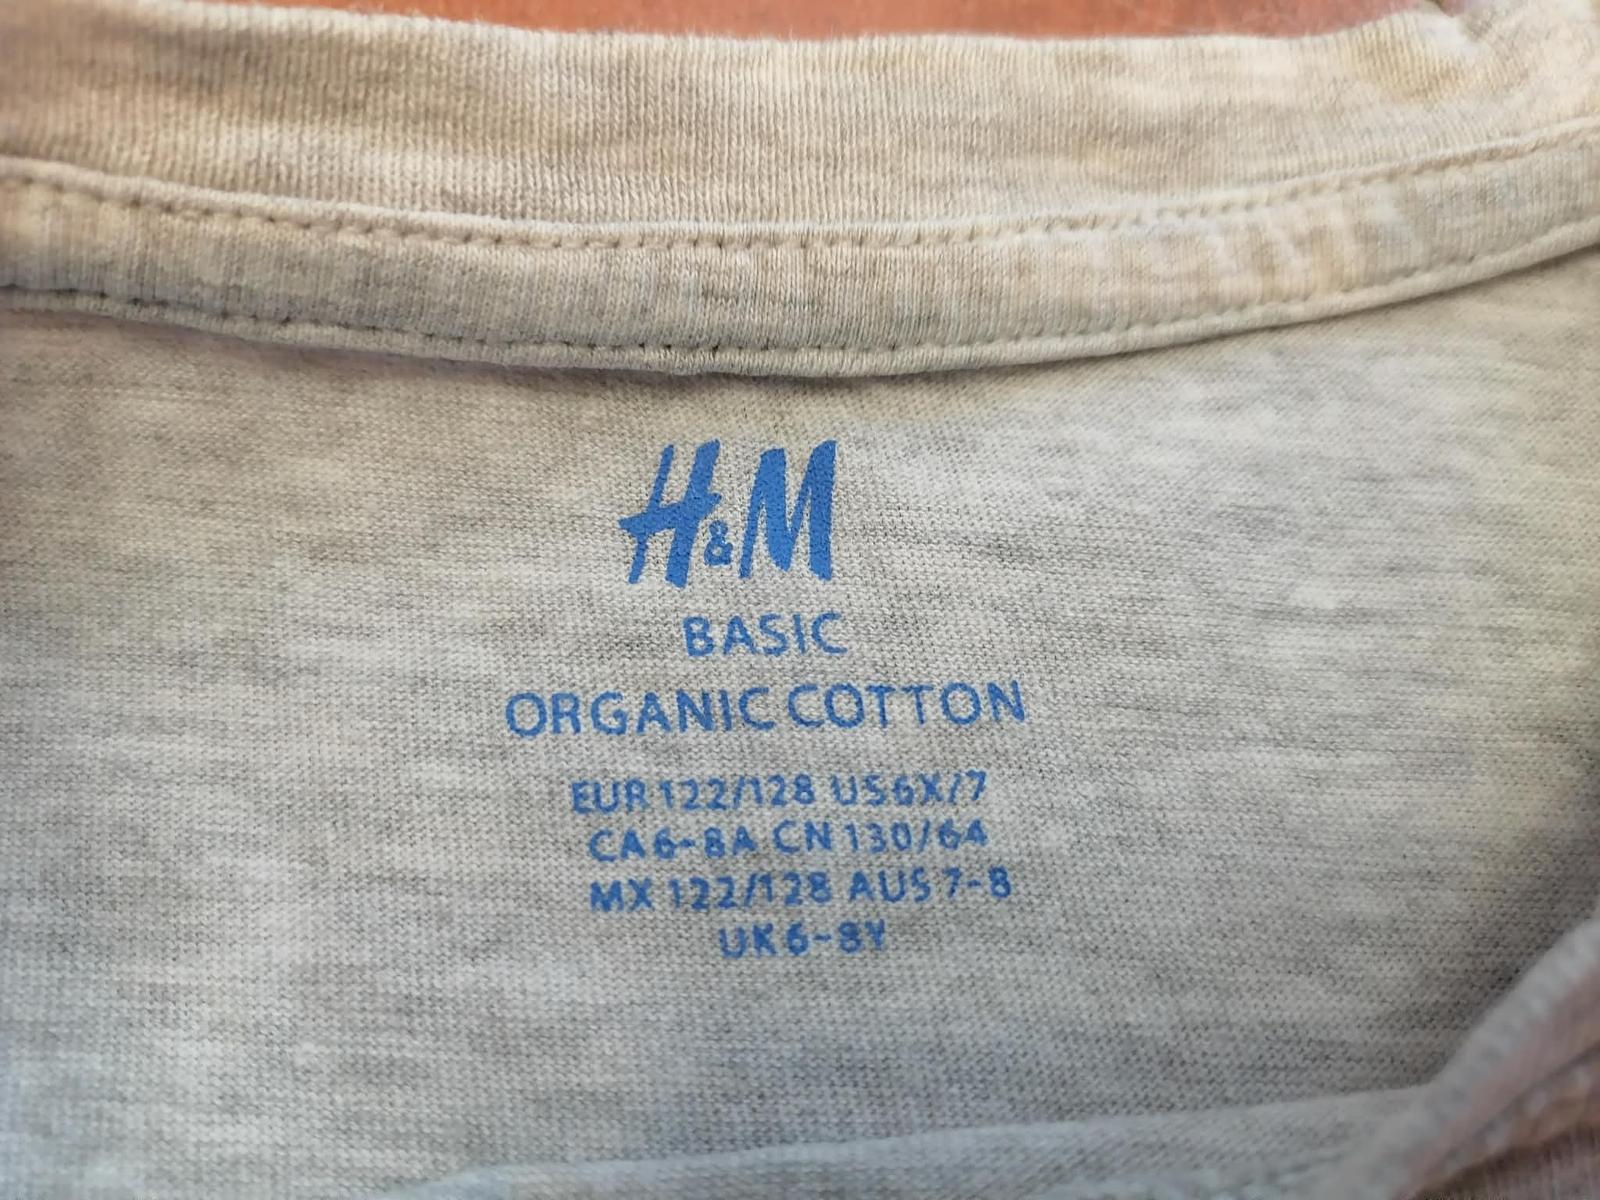 H&M
BASIC
ORGANIC COTTON
EUR 122/128 US 6X/7
CA 6-8A CN 130/64
MX 122/128 AUS 7-8
UK 6-8Y